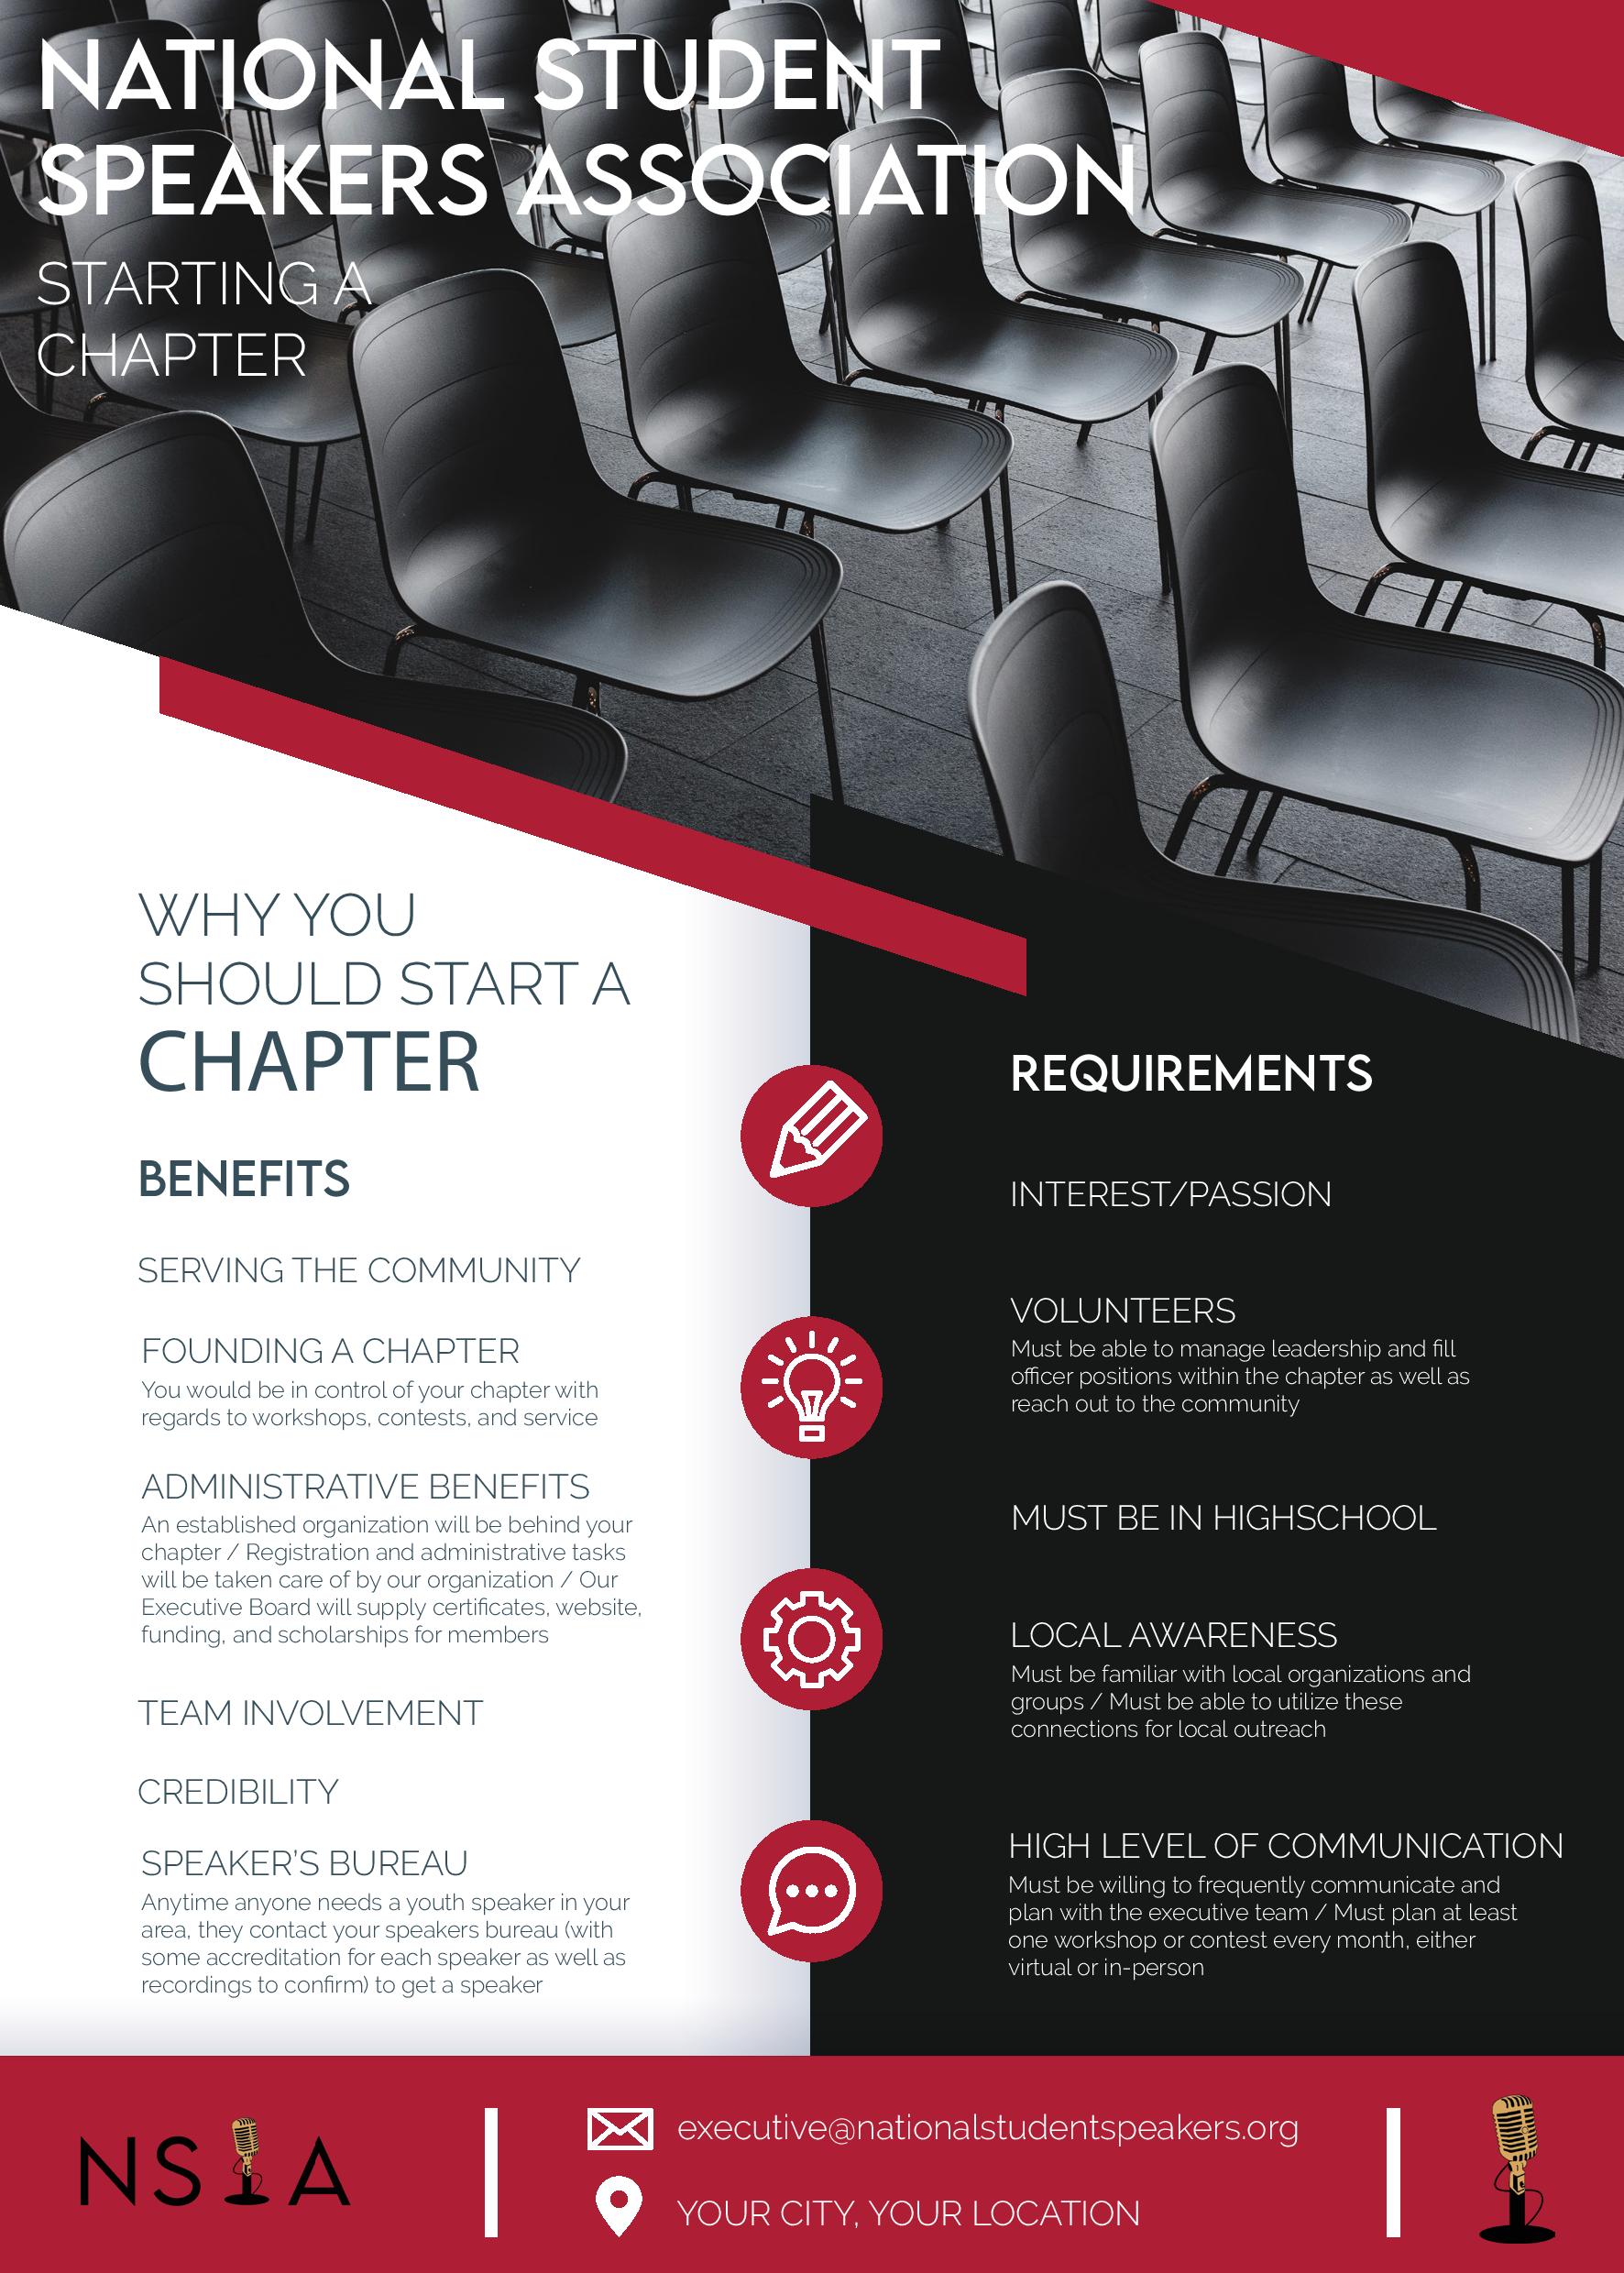 NATIONAL STUDENT
SPEAKERS ASSOCIATION
STARTING A
CHAPTER
WHY YOU
SHOULD START A
CHAPTER
BENEFITS
SERVING THE COMMUNITY
FOUNDING A CHAPTER
You would be in control of your chapter with
regards to workshops, contests, and service
ADMINISTRATIVE BENEFITS
An established organization will be behind your
chapter / Registration and administrative tasks
will be taken care of by our organization / Our
Executive Board will supply certificates, website,
funding, and scholarships for members
TEAM INVOLVEMENT
CREDIBILITY
SPEAKER'S BUREAU
Anytime anyone needs a youth speaker in your
area, they contact your speakers bureau (with
some accreditation for each speaker as well as
recordings to confirm) to get a speaker
REQUIREMENTS
INTEREST/PASSION
VOLUNTEERS
Must be able to manage leadership and fill
officer positions within the chapter as well as
reach out to the community
MUST BE IN HIGHSCHOOL
LOCAL AWARENESS
Must be familiar with local organizations and
groups / Must be able to utilize these
connections for local outreach
HIGH LEVEL OF COMMUNICATION
Must be willing to frequently communicate and
plan with the executive team / Must plan at least
one workshop or contest every month, either
virtual or in-person
NS A
executive@nationalstudentspeakers.org
YOUR CITY, YOUR LOCATION